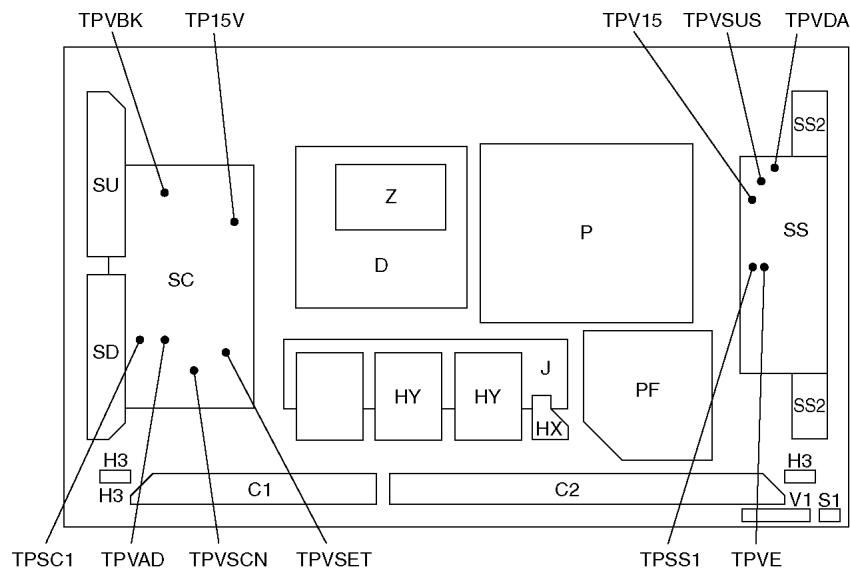 TPVBK TP15V TPV15 TPVSUS TPVDA
SS2
SU
Z
P
SS
SC
D
SD
J
HY HY
PF
HX
SS2
H3
H3
H3
C1 C2
V1 S1
TPSC1 TPVAD TPVSCN TPVSET TPSS1 TPVE